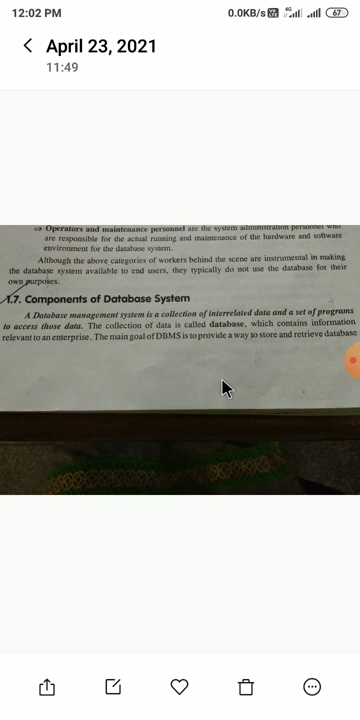 12:02 PM
0.0KB/s
4G
67
April 23, 2021
11:49
⇒ Operators and maintenance personnel are the system administration personnel who
are responsible for the actual running and maintenance of the hardware and software
environment for the database system.
Although the above categories of workers behind the scene are instrumental in making
the database system available to end users, they typically do not use the database for their
own purposes.
1.7. Components of Database System
A Database management system is a collection of interrelated data and a set of programs
to access those data. The collection of data is called database, which contains information
relevant to an enterprise. The main goal of DBMS is to provide a way to store and retrieve database